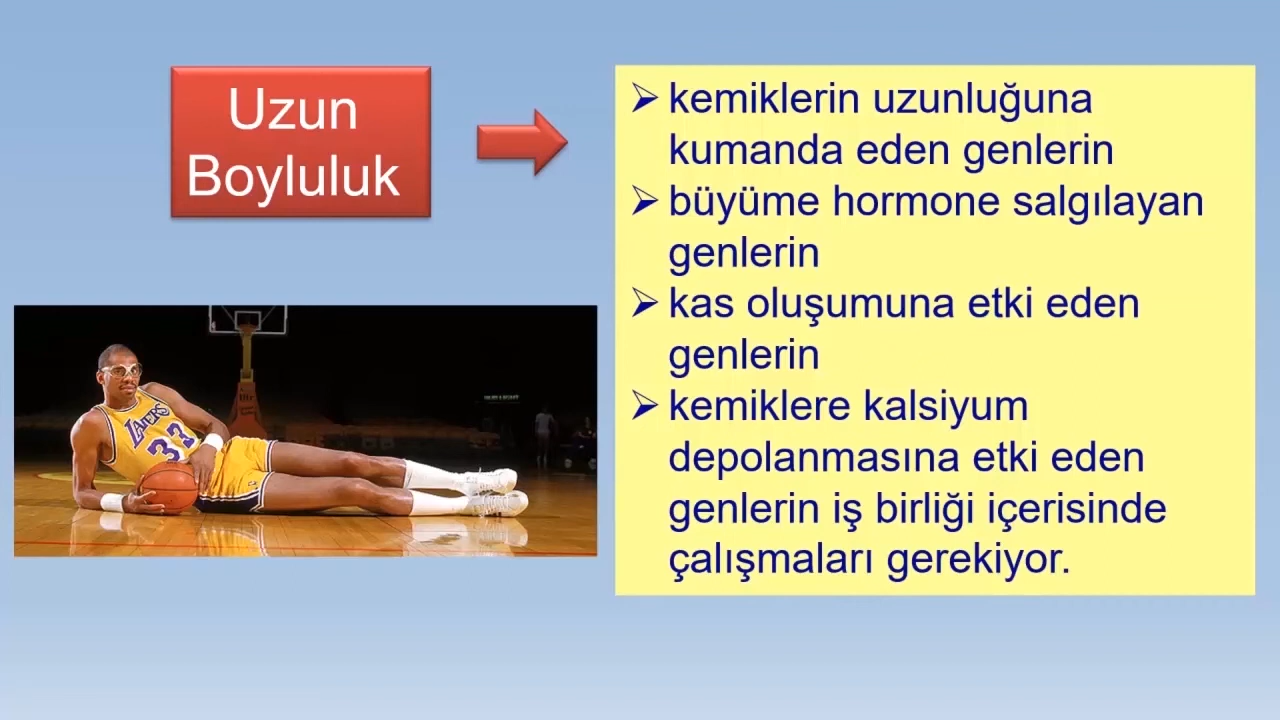 Uzun
Boyluluk
➢ kemiklerin uzunluğuna
kumanda eden genlerin
➢ büyüme hormone salgılayan
genlerin
➢ kas oluşumuna etki eden
genlerin
➢ kemiklere kalsiyum
depolanmasına etki eden
genlerin iş birliği içerisinde
çalışmaları gerekiyor.
LAKERS
33